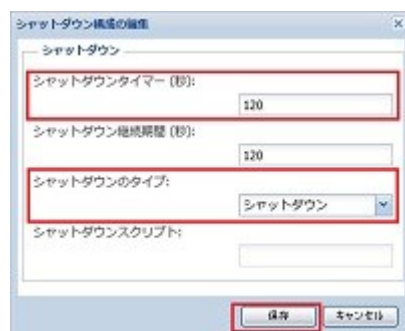 シャットダウン構成の編集
シャットダウン
シャットダウンタイマー (秒):
120
シャットダウン継続期間 (秒):
120
シャットダウンのタイプ:
シャットダウン
シャットダウンスクリプト:
保存 キャンセル